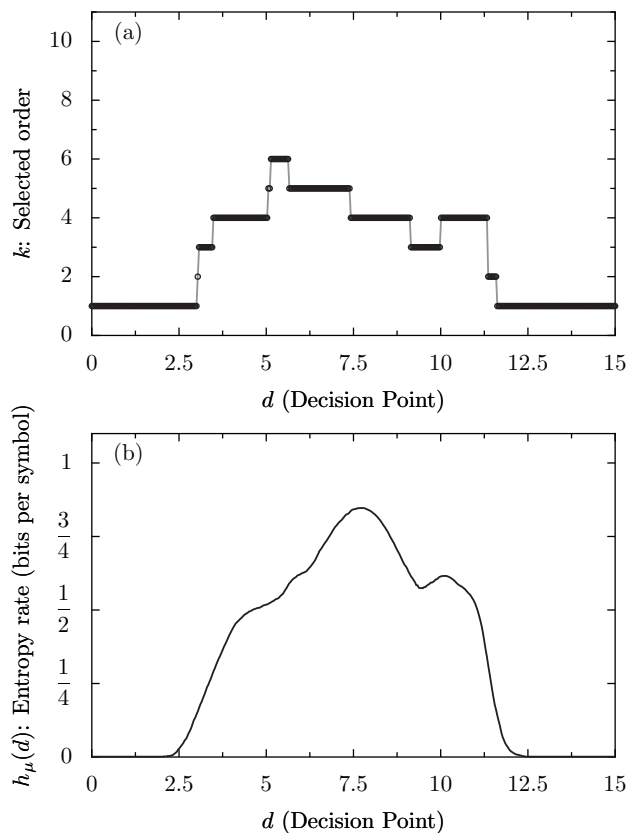 (a)
10
8
6
4
2
0
k: Selected order
0 2.5 5 7.5 10 12.5 15
d (Decision Point)
(b)
1
3/4
1/2
1/4
0
hμ(d): Entropy rate (bits per symbol)
0 2.5 5 7.5 10 12.5 15
d (Decision Point)